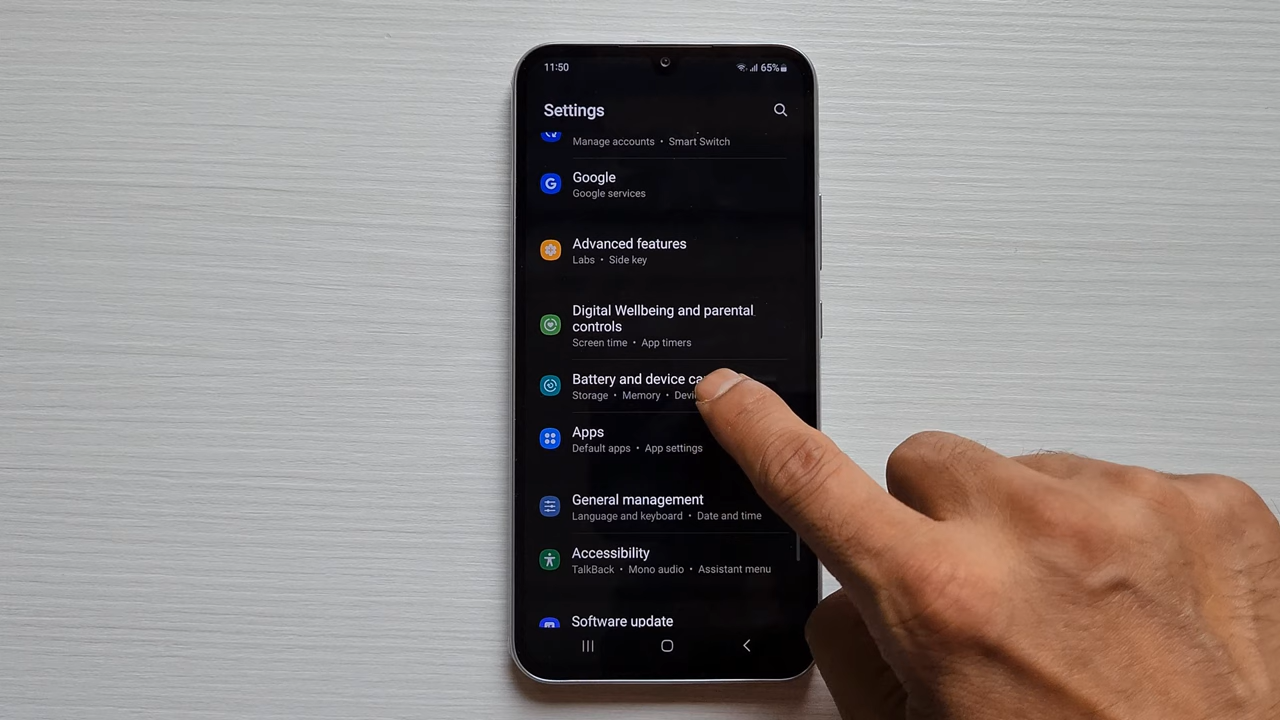 11:50
65%
Settings
Manage accounts • Smart Switch
Google
Google services
Advanced features
Labs • Side key
Digital Wellbeing and parental
controls
Screen time • App timers
Battery and device
Storage • Memory •
Apps
Default apps • App settings
General management
Language and keyboard • Date and time
Accessibility
TalkBack • Mono audio • Assistant menu
Software update